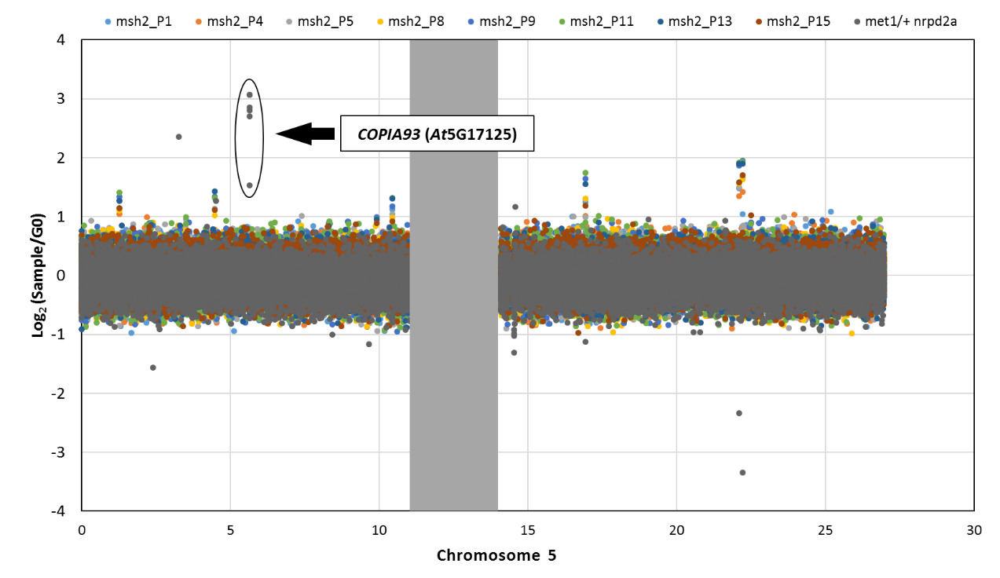 msh2_P1 msh2_P4 msh2_P5 msh2_P8 msh2_P9 msh2_P11 msh2_P13 msh2_P15 met1/+ nrpd2a
4
3
2
1
0
-1
-2
-3
-4
Log2 (Sample/G0)
COPIA93 (At5G17125)
0 5 10 15 20 25 30
Chromosome 5